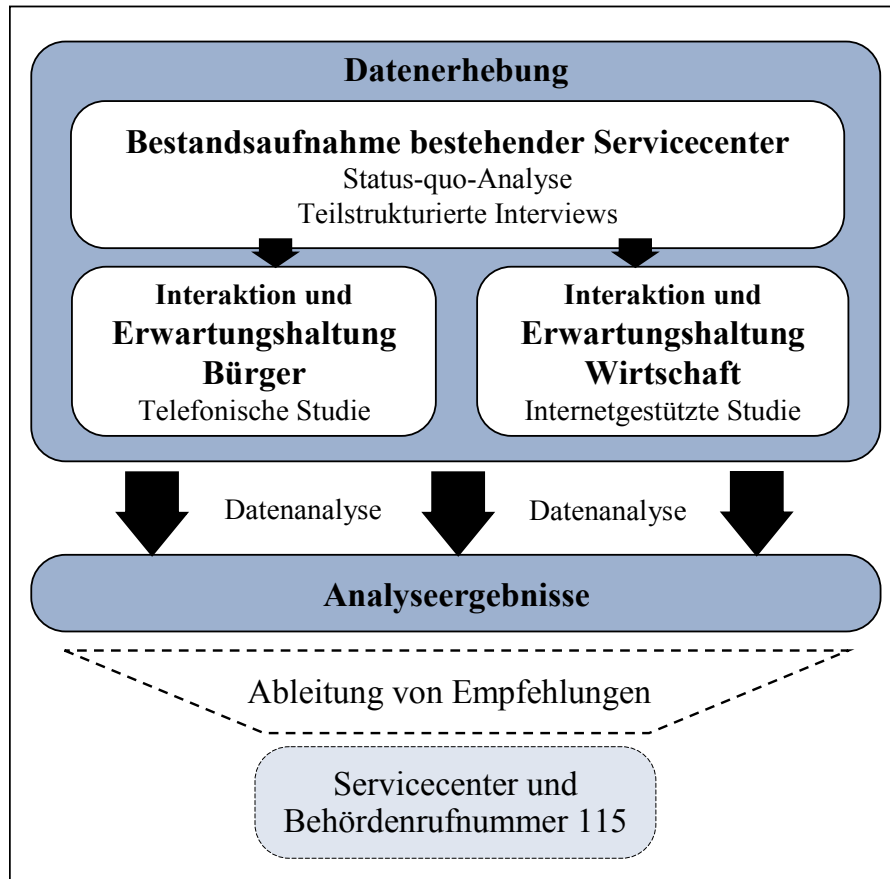 Datenerhebung
Bestandsaufnahme bestehender Servicecenter
Status-quo-Analyse
Teilstrukturierte Interviews
Interaktion und
Erwartungshaltung
Bürger
Telefonische Studie
Interaktion und
Erwartungshaltung
Wirtschaft
Internetgestützte Studie
Datenanalyse
Datenanalyse
Analyseergebnisse
Ableitung von Empfehlungen
Servicecenter und
Behördenrufnummer 115